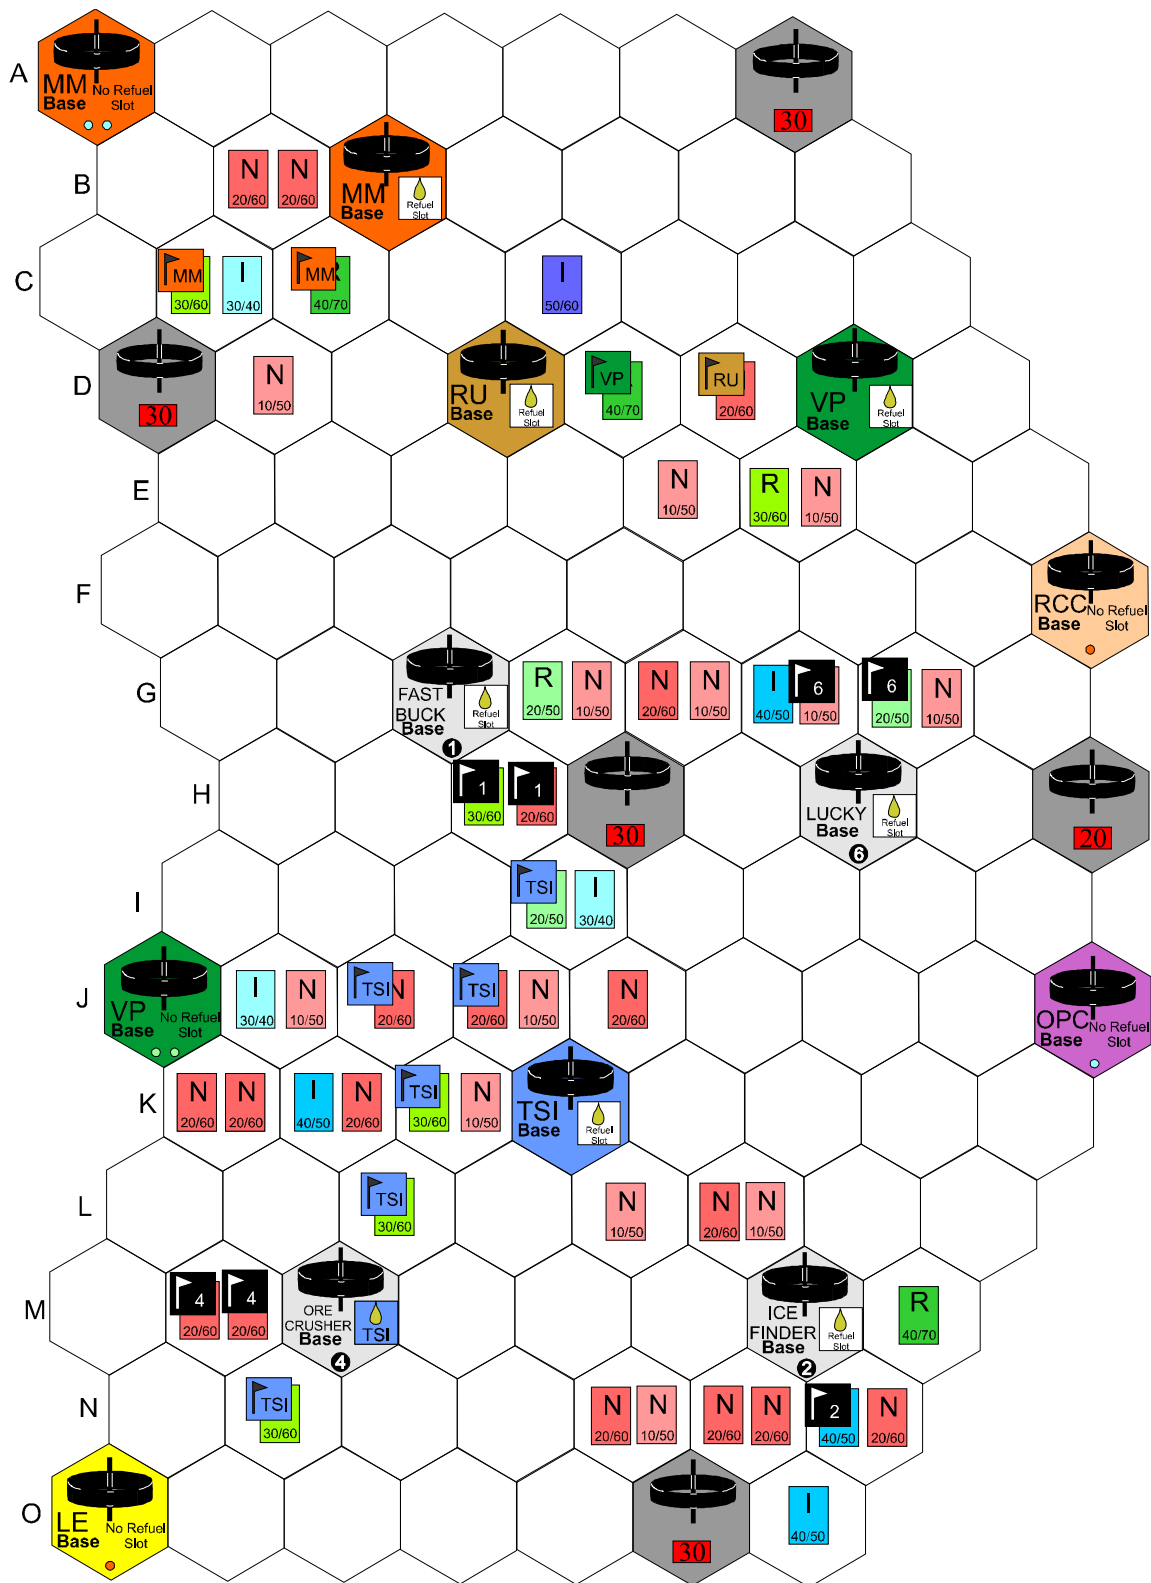 A
MM
Base
No Refuel
Slot
30
B
N
20/60
N
20/60
MM
Base
Refuel
Slot
C
MM
30/60
I
30/40
MM
40/70
I
50/60
D
30
N
10/50
RU
Base
Refuel
Slot
VP
40/70
RU
20/60
VP
Base
Refuel
Slot
E
N
10/50
R
30/60
N
10/50
F
RCC
Base
No Refuel
Slot
G
FAST
BUCK
Base
Refuel
Slot
1
R
20/50
N
10/50
N
20/60
N
10/50
I
40/50
6
10/50
6
20/50
N
10/50
H
1
30/60
1
20/60
30
LUCKY
Base
Refuel
Slot
6
20
I
TSI
20/50
I
30/40
J
VP
Base
No Refuel
Slot
I
30/40
N
10/50
TSI
N
20/60
TSI
20/60
N
10/50
N
20/60
OPC
Base
No Refuel
Slot
K
N
20/60
N
20/60
I
40/50
N
20/60
TSI
30/60
N
10/50
TSI
Base
Refuel
Slot
L
TSI
30/60
N
10/50
N
20/60
N
10/50
M
4
20/60
4
20/60
ORE
CRUSHER
Base
TSI
4
ICE
FINDER
Base
Refuel
Slot
2
R
40/70
N
TSI
30/60
N
20/60
N
10/50
N
20/60
N
20/60
2
40/50
N
20/60
O
LE
Base
No Refuel
Slot
30
I
40/50